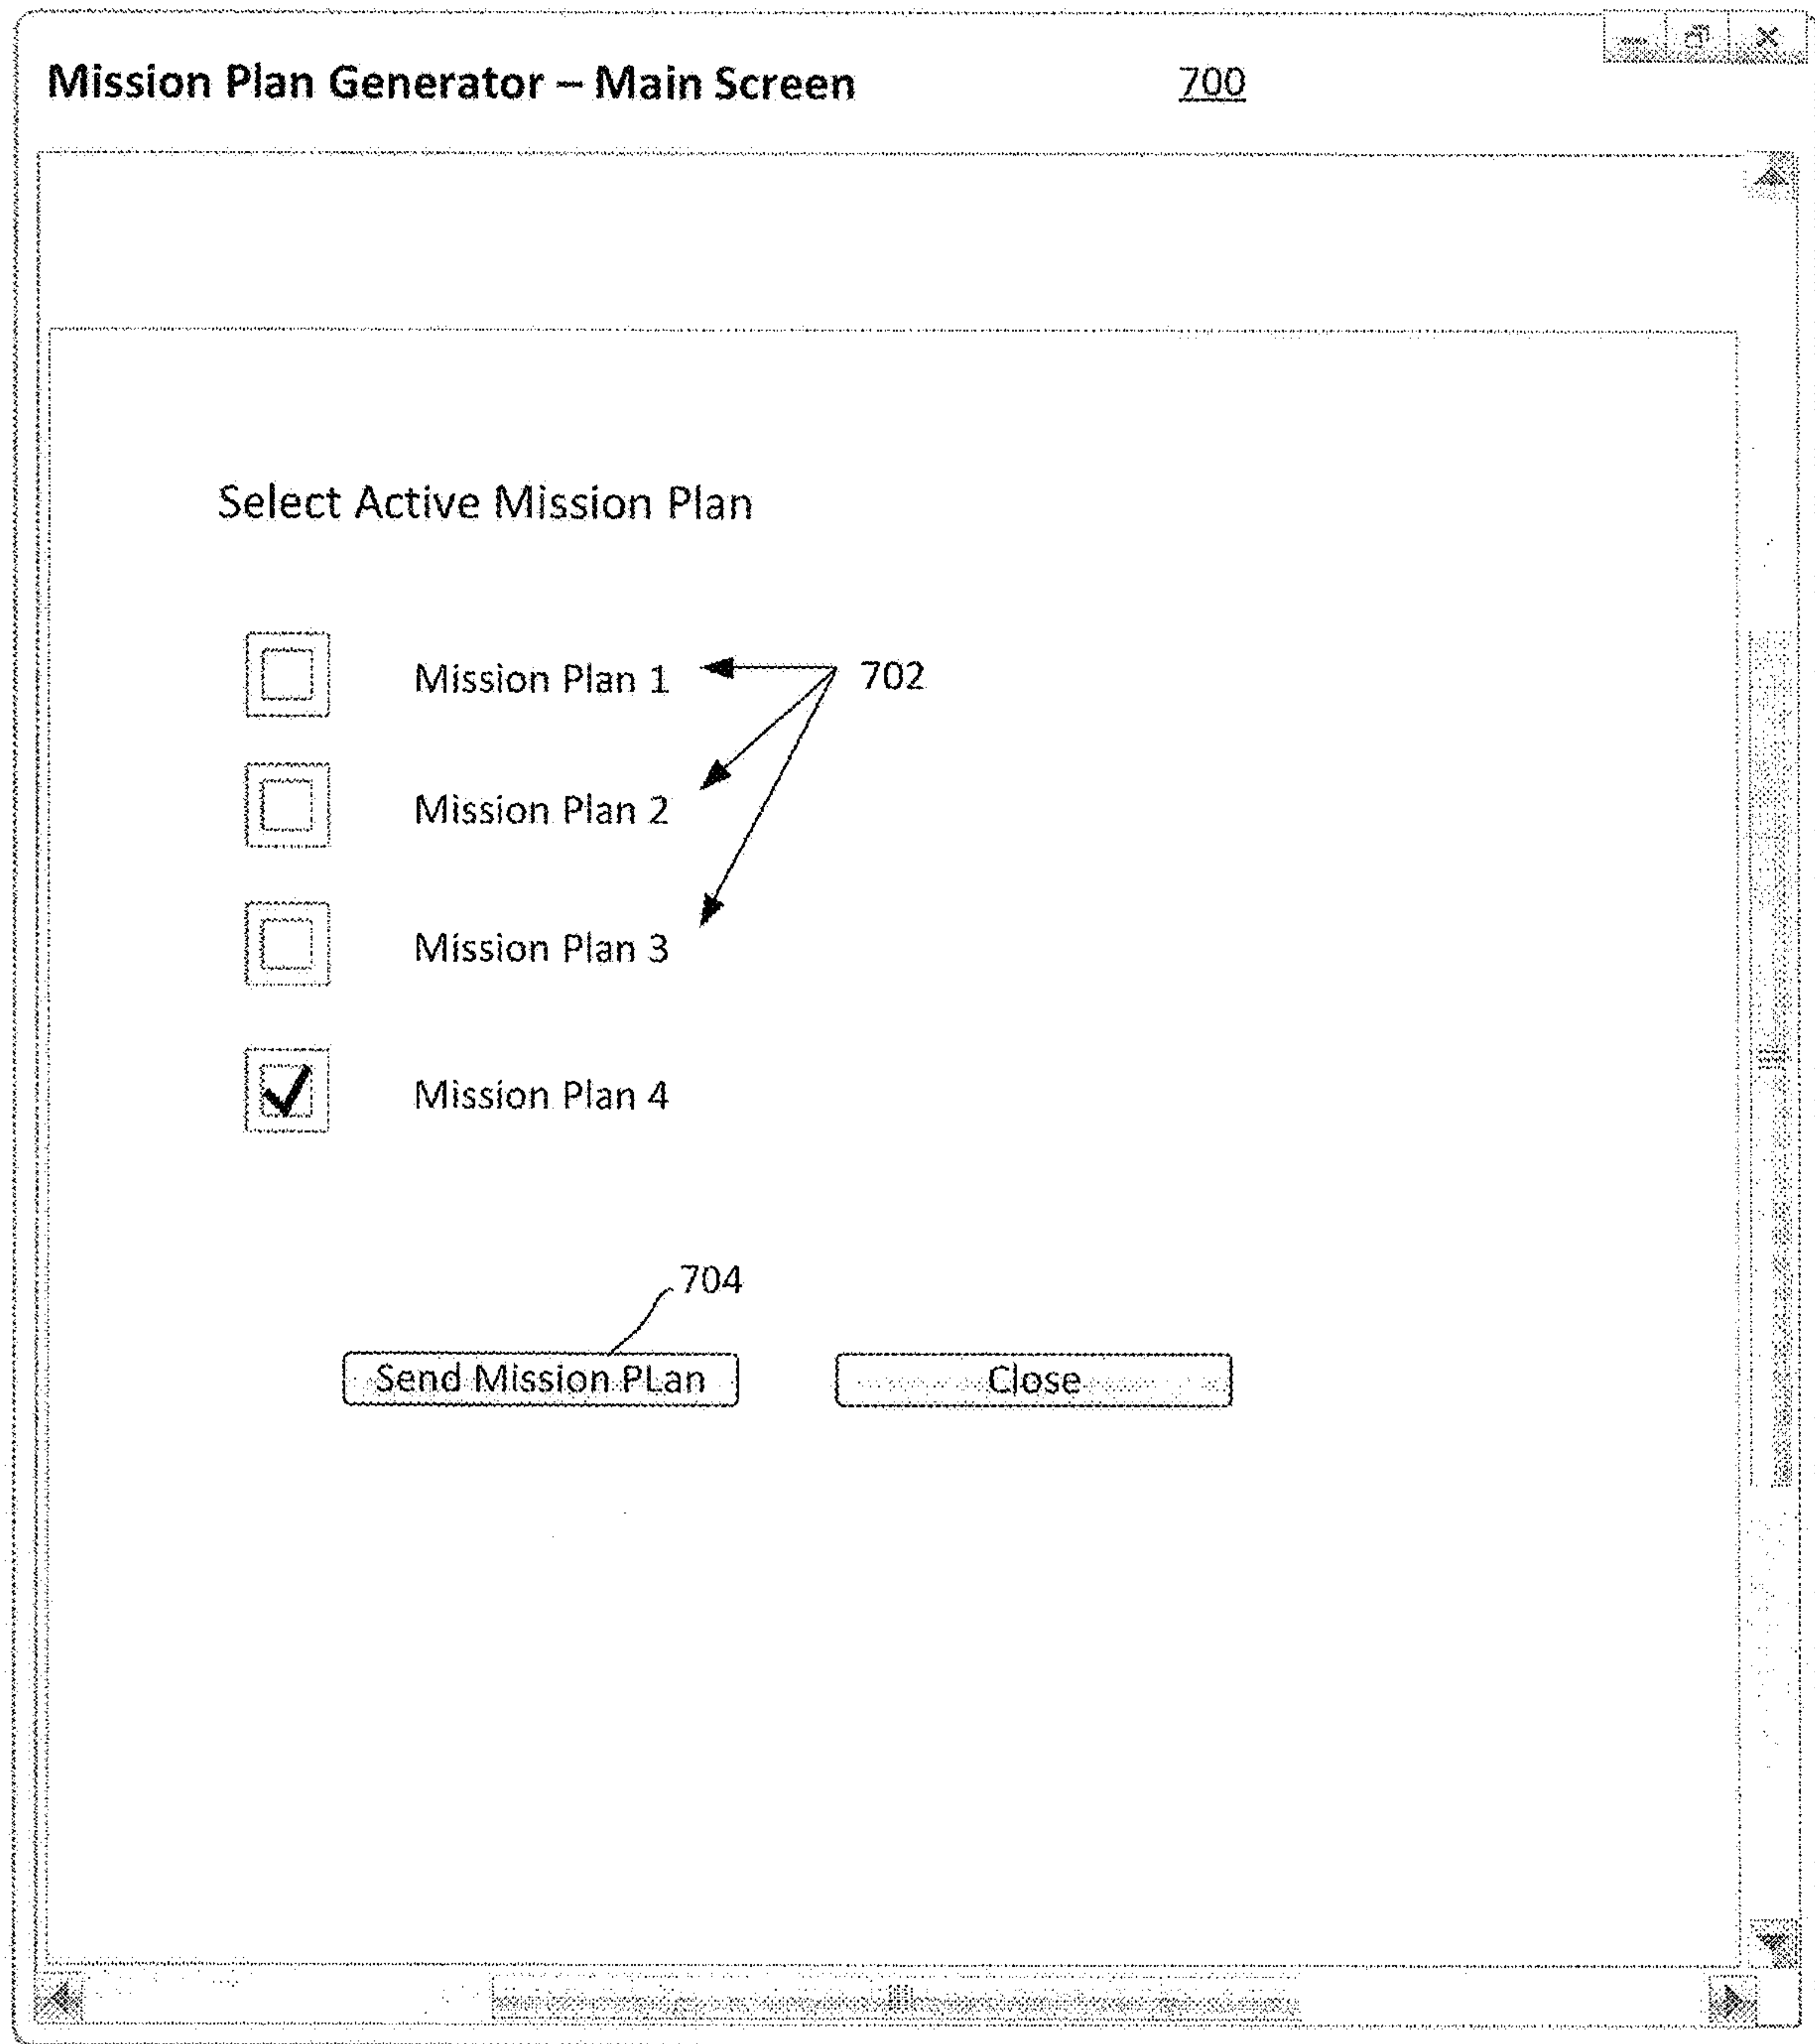 Mission Plan Generator – Main Screen 700
Select Active Mission Plan
Mission Plan 1 702
Mission Plan 2
Mission Plan 3
Mission Plan 4
704
Send Mission PLan Close